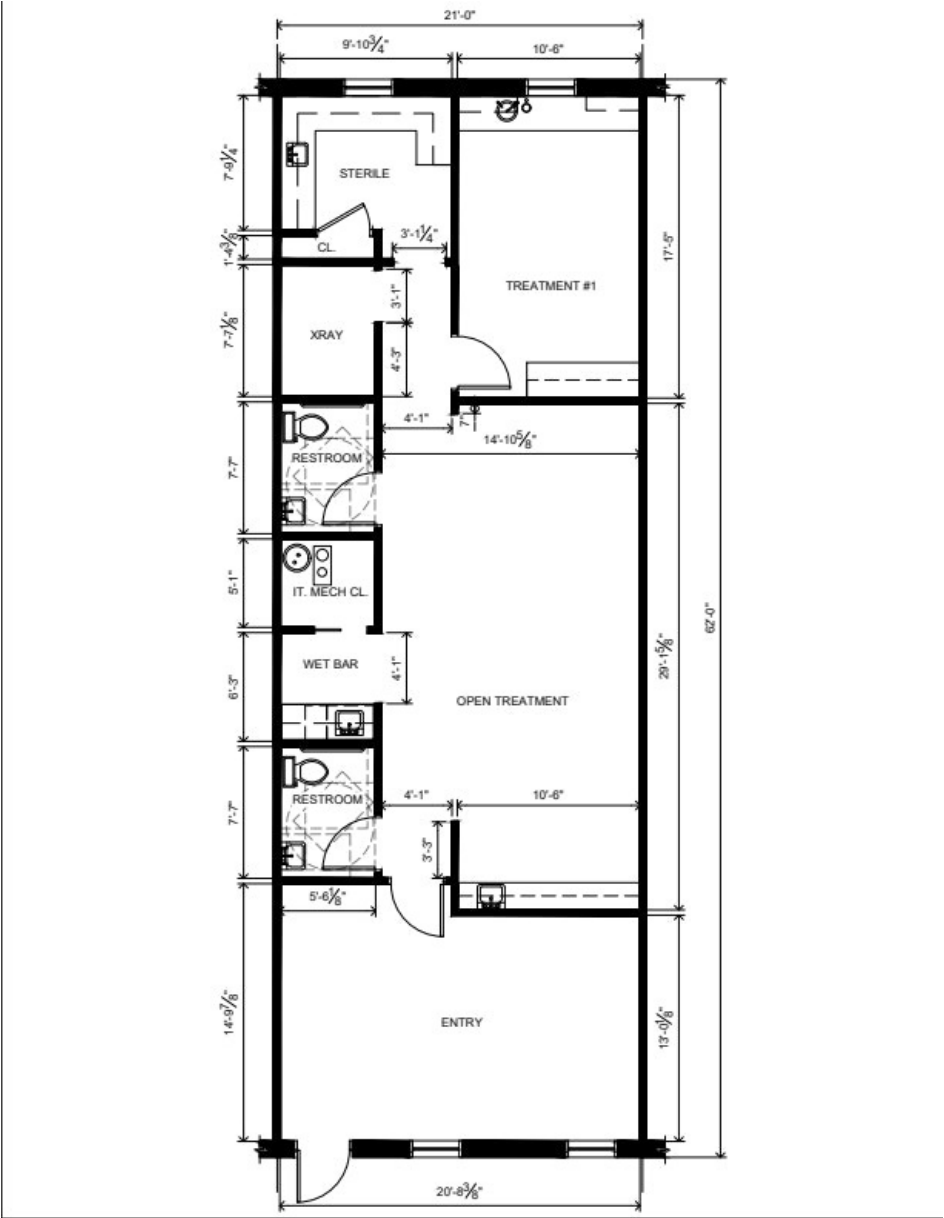 21'-0"
9'-10¾"
10'-6"
7'-9¼"
STERILE
3'-1¼"
CL.
1'-4⅜"
17'-5"
TREATMENT #1
3'-1"
XRAY
7'-7⅛"
4'-3"
4'-1"
7"
14'-10⅝"
RESTROOM
7'-7"
5'-1"
IT. MECH CL.
62'-0"
WET BAR
4'-1"
29'-1⅝"
6'-3"
OPEN TREATMENT
RESTROOM
4'-1"
10'-6"
7'-7"
3'-3"
5'-6⅛"
14'-9⅞"
ENTRY
13'-0⅛"
20'-8⅜"